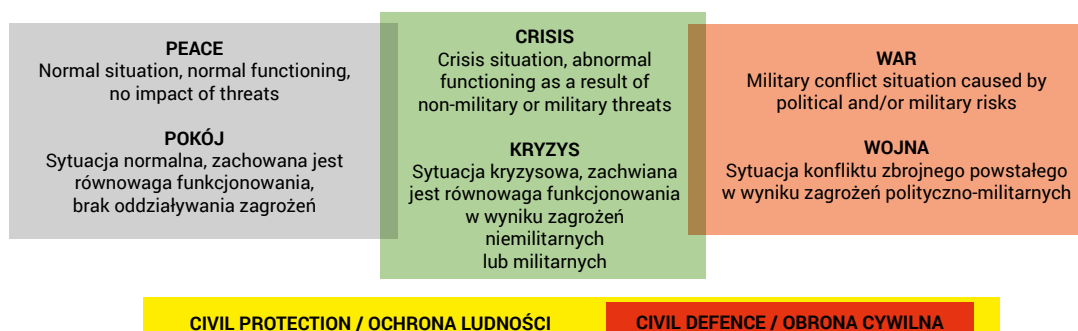 PEACE
Normal situation, normal functioning,
no impact of threats
POKÓJ
Sytuacja normalna, zachowana jest
równowaga funkcjonowania,
brak oddziaływania zagrożeń
CRISIS
Crisis situation, abnormal
functioning as a result of
non-military or military threats
KRYZYS
Sytuacja kryzysowa, zachwiana
jest równowaga funkcjonowania
w wyniku zagrożeń
niemilitarnych
lub militarnych
WAR
Military conflict situation caused by
political and/or military risks
WOJNA
Sytuacja konfliktu zbrojnego powstałego
w wyniku zagrożeń polityczno-militarnych
CIVIL PROTECTION / OCHRONA LUDNOŚCI
CIVIL DEFENCE / OBRONA CYWILNA